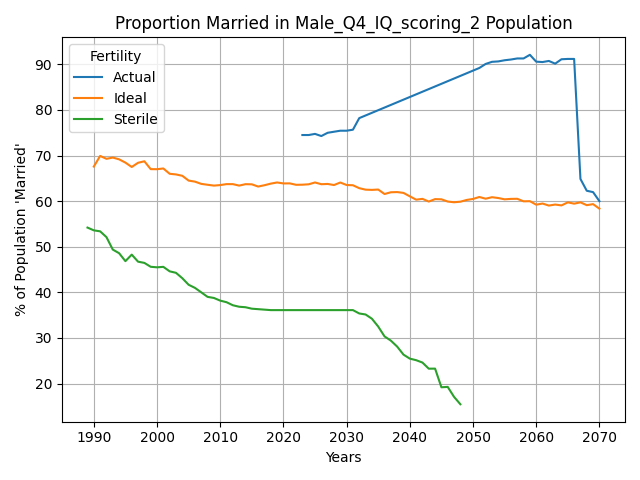 Proportion Married in Male_Q4_IQ_scoring_2 Population
% of Population 'Married'
Fertility
Actual
Ideal
Sterile
90
80
70
60
50
40
30
20
1990 2000 2010 2020 2030 2040 2050 2060 2070
Years